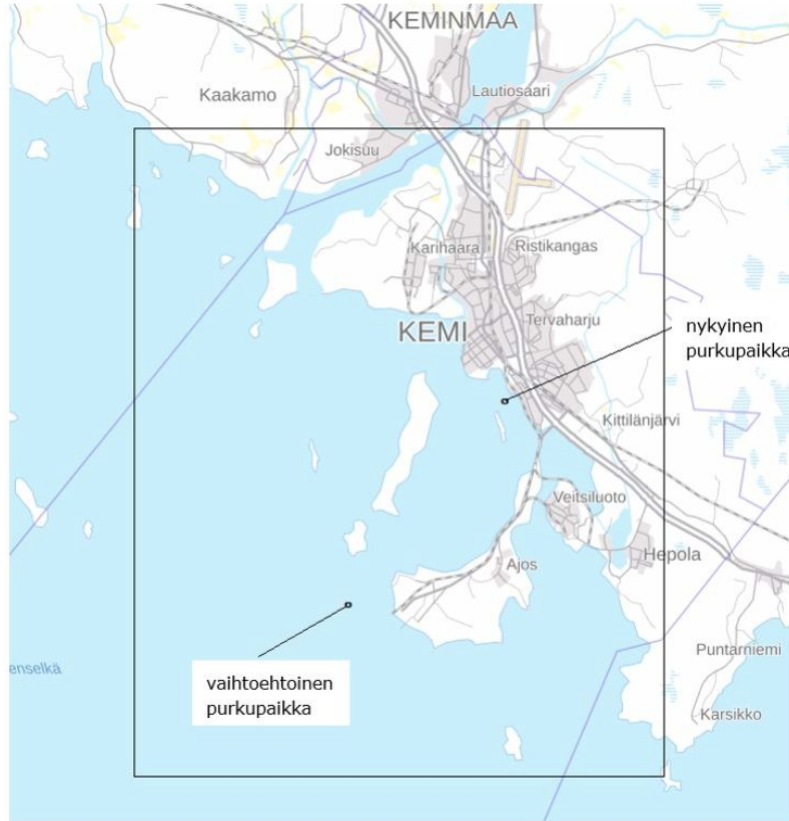 KEMINMAA
Kaakamo
Lautiosaari
Jokisuu
Karihaara
Ristikangas
Tervaharju
KEMI
nykyinen
purkupaikka
Kittilänjärvi
Veitsiluoto
Hepola
Ajos
enselkä
vaihtoehtoinen
purkupaikka
Puntarniemi
Karsikko